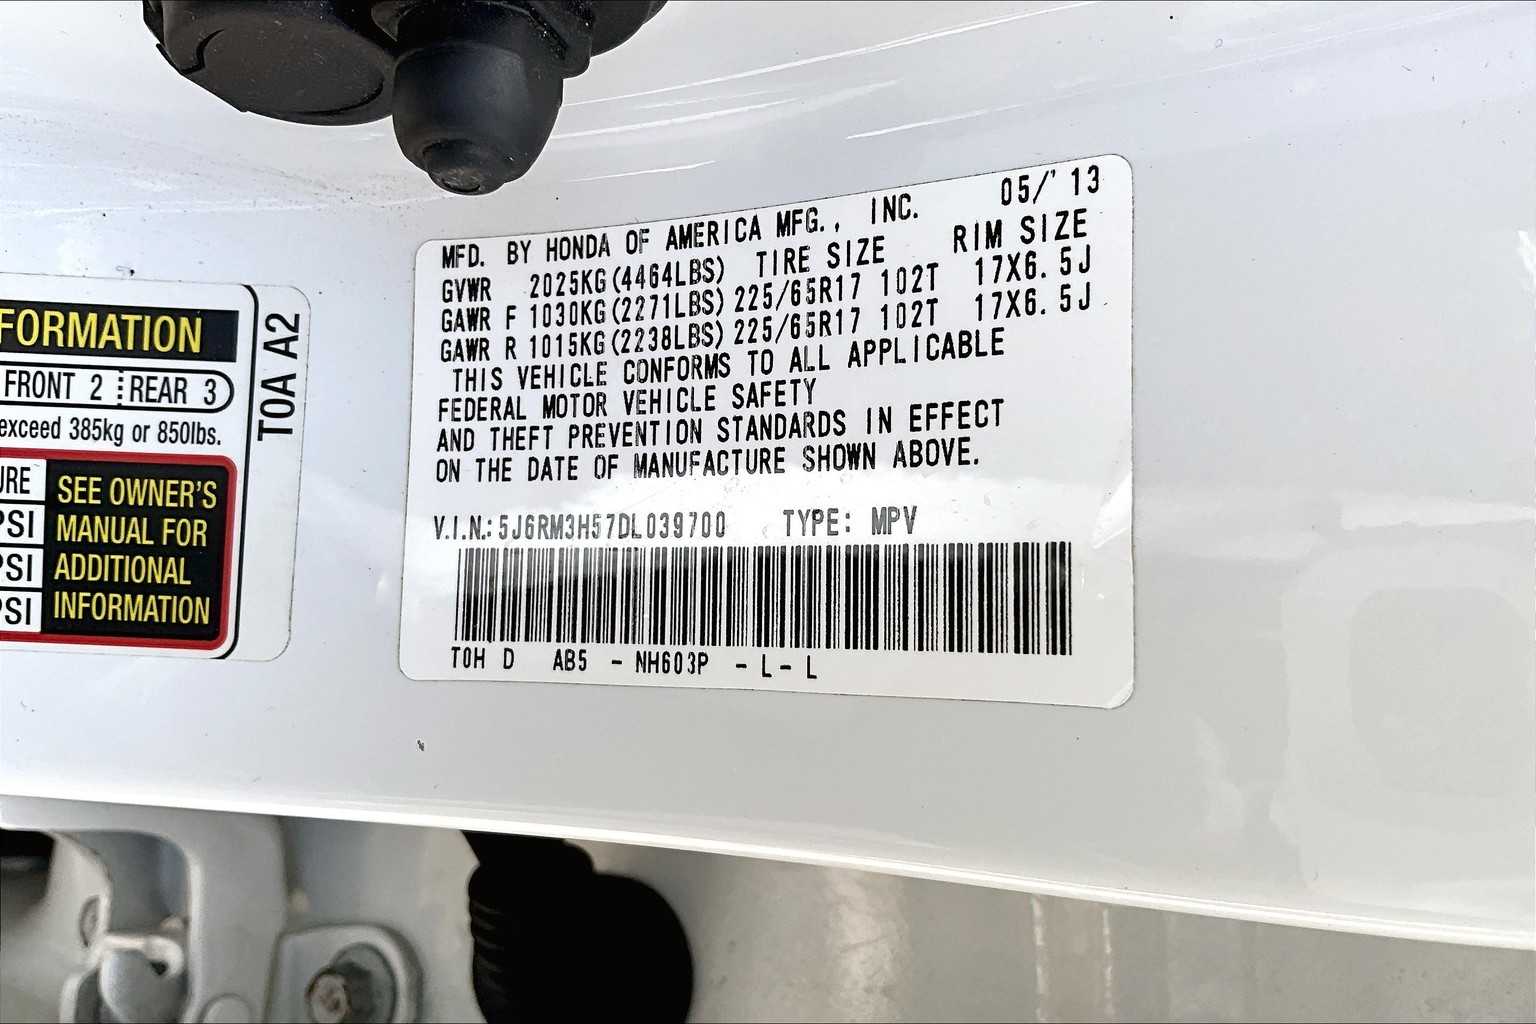 FORMATION
FRONT 2 REAR 3
exceed 385kg or 850lbs.
URE
PSI
PSI
PSI
SEE OWNER'S
MANUAL FOR
ADDITIONAL
INFORMATION
T0A A2
MFD. BY HONDA OF AMERICA MFG., INC. 05/'13
GVWR 2025KG(4464LBS) TIRE SIZE RIM SIZE
GAWR F 1030KG(2271LBS) 225/65R17 102T 17X6.5J
GAWR R 1015KG(2238LBS) 225/65R17 102T 17X6.5J
THIS VEHICLE CONFORMS TO ALL APPLICABLE
FEDERAL MOTOR VEHICLE SAFETY
AND THEFT PREVENTION STANDARDS IN EFFECT
ON THE DATE OF MANUFACTURE SHOWN ABOVE.
V.I.N.: 5J6RM3H57DL039700 TYPE: MPV
T0H D AB5 - NH603P - L - L